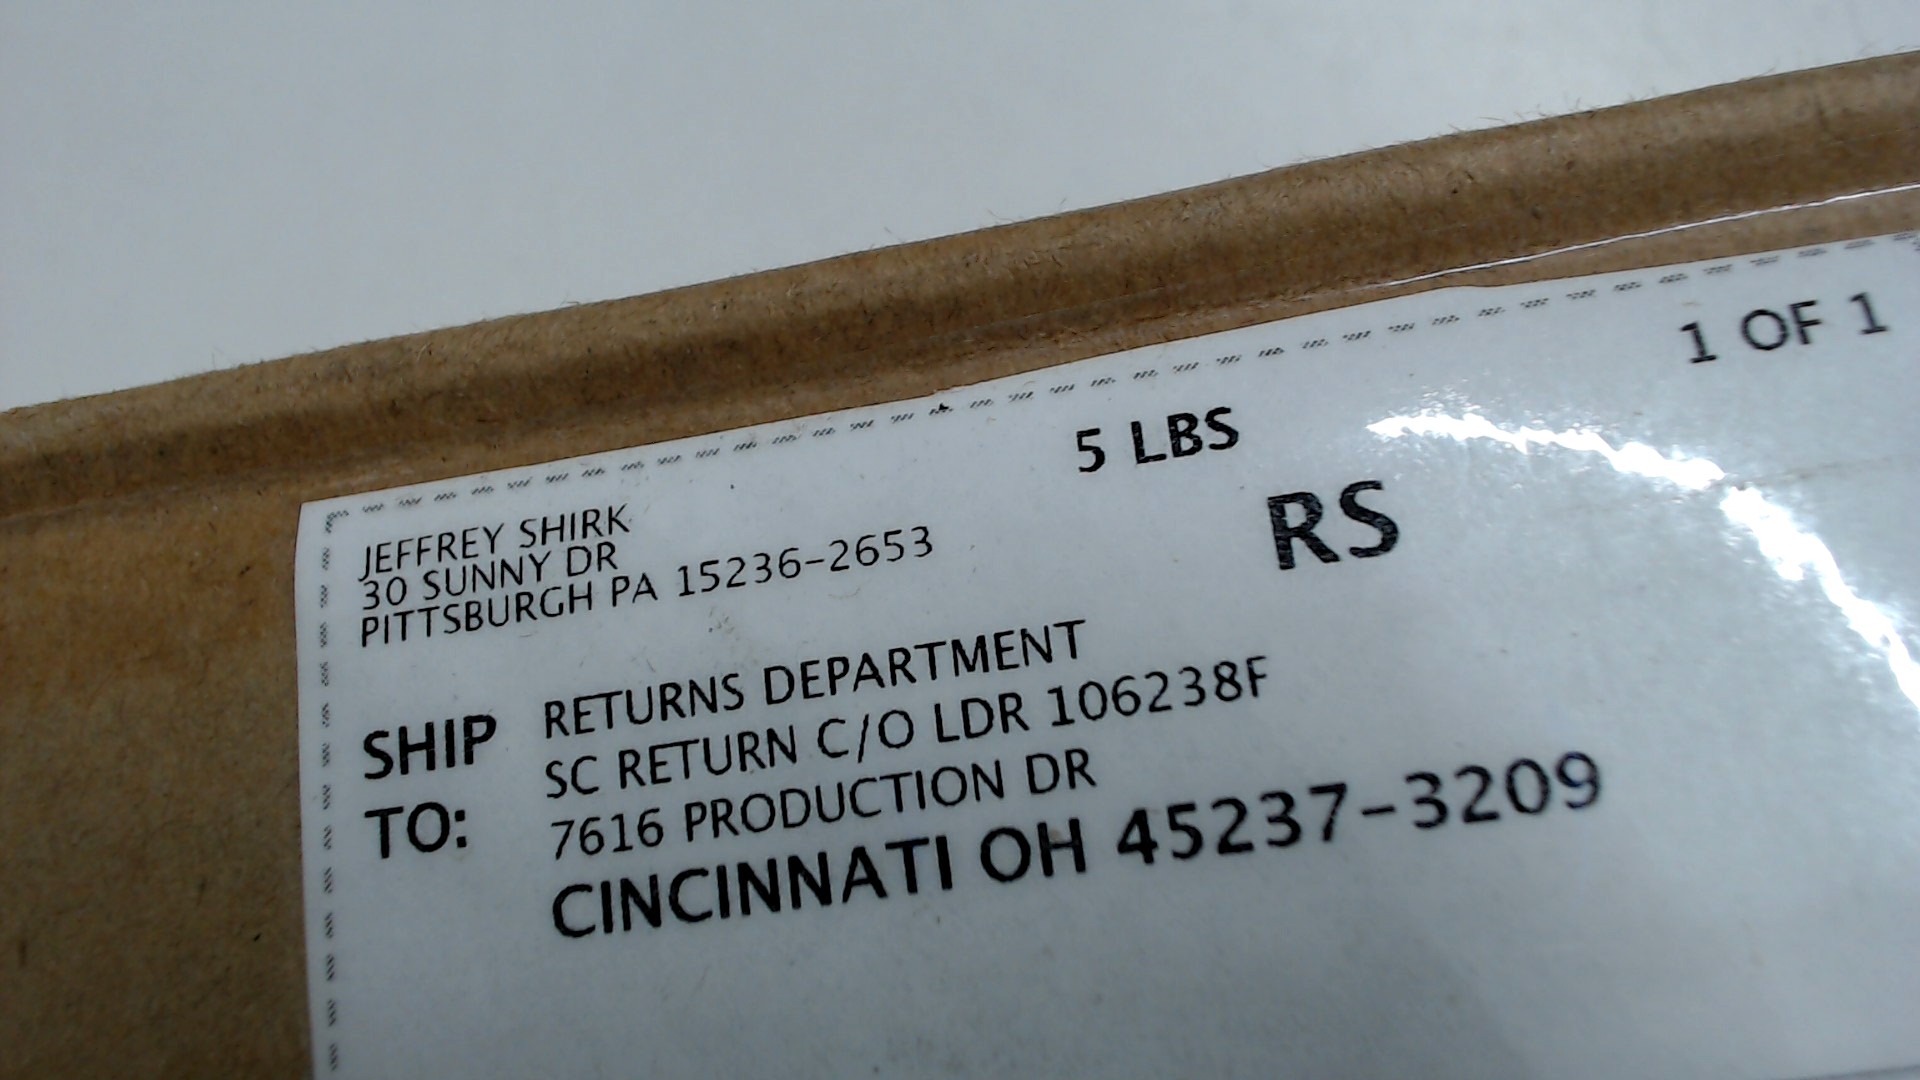 1 OF 1
5 LBS
RS
JEFFREY SHIRK
30 SUNNY DR
PITTSBURGH PA 15236-2653
SHIP
TO:
RETURNS DEPARTMENT
SC RETURN C/O LDR 106238F
7616 PRODUCTION DR
CINCINNATI OH 45237-3209